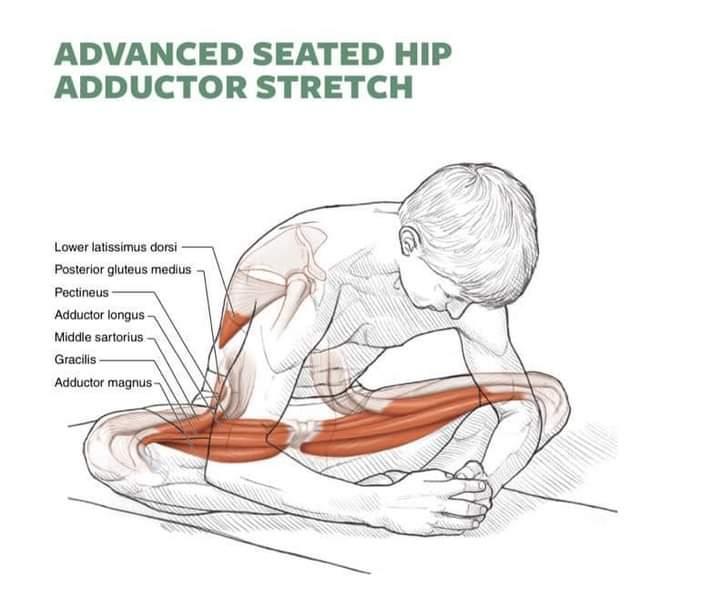 ADVANCED SEATED HIP
ADDUCTOR STRETCH
Lower latissimus dorsi
Posterior gluteus medius
Pectineus
Adductor longus
Middle sartorius
Gracilis
Adductor magnus